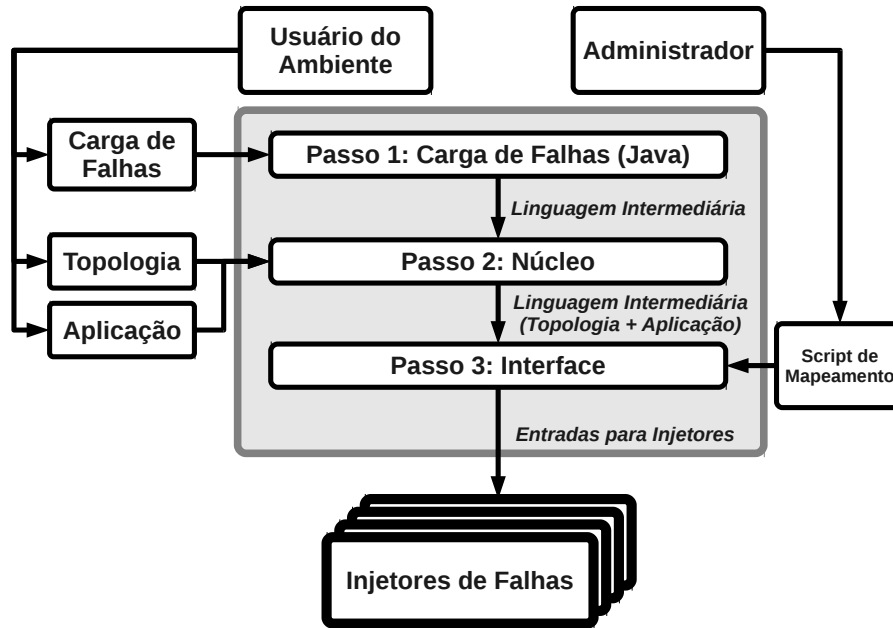 Usuário do
Ambiente
Administrador
Carga de
Falhas
Passo 1: Carga de Falhas (Java)
Linguagem Intermediária
Topologia
Passo 2: Núcleo
Aplicação
Linguagem Intermediária
(Topologia + Aplicação)
Passo 3: Interface
Script de
Mapeamento
Entradas para Injetores
Injetores de Falhas